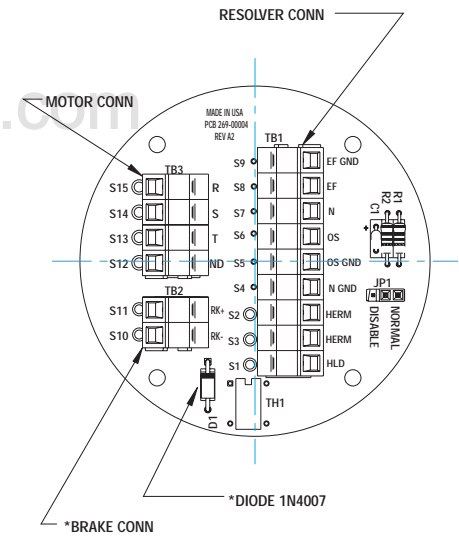 RESOLVER CONN
MOTOR CONN
.com
MADE IN USA
PCB 269-00004
REV A2
TB1
TB3
S9 EF GND
S8 EF
S7 N
S6 OS
S5 OS GND
S4 N GND
S2 HERM
S3 HERM
S1 HLD
S15 R
S14 S
S13 T
S12 ND
TB2
S11 RK+
S10 RK-
R1
R2
C1
+
JP1
NORMAL
DISABLE
D1
TH1
*DIODE 1N4007
*BRAKE CONN